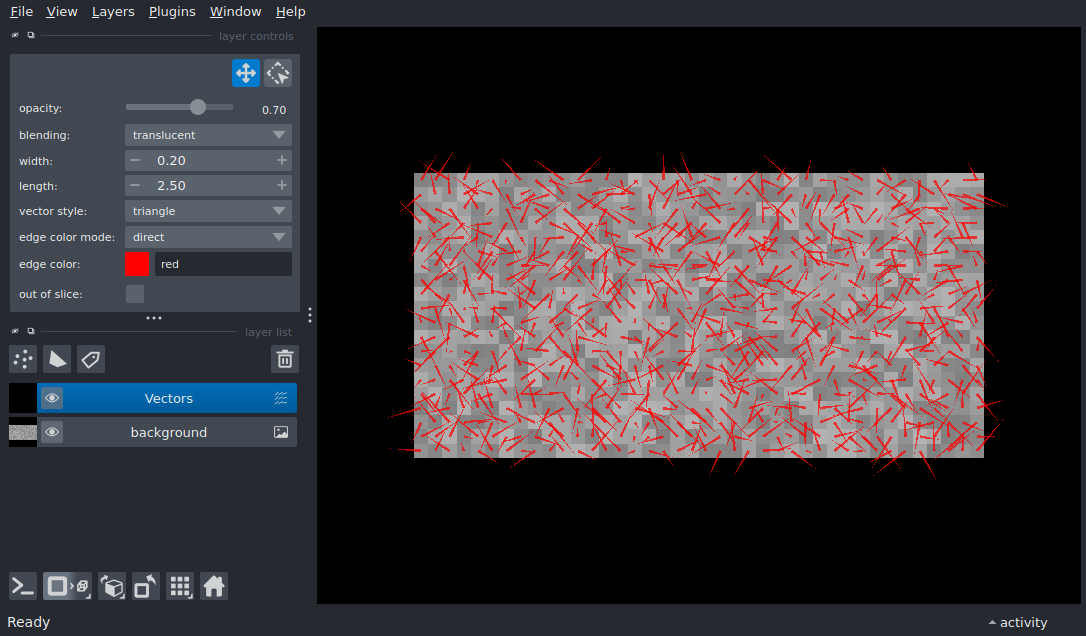 File View Layers Plugins Window Help
layer controls
opacity: 0.70
blending: translucent
width: 0.20
length: 2.50
vector style: triangle
edge color mode: direct
edge color: red
out of slice:
layer list
Vectors
background
Ready
activity